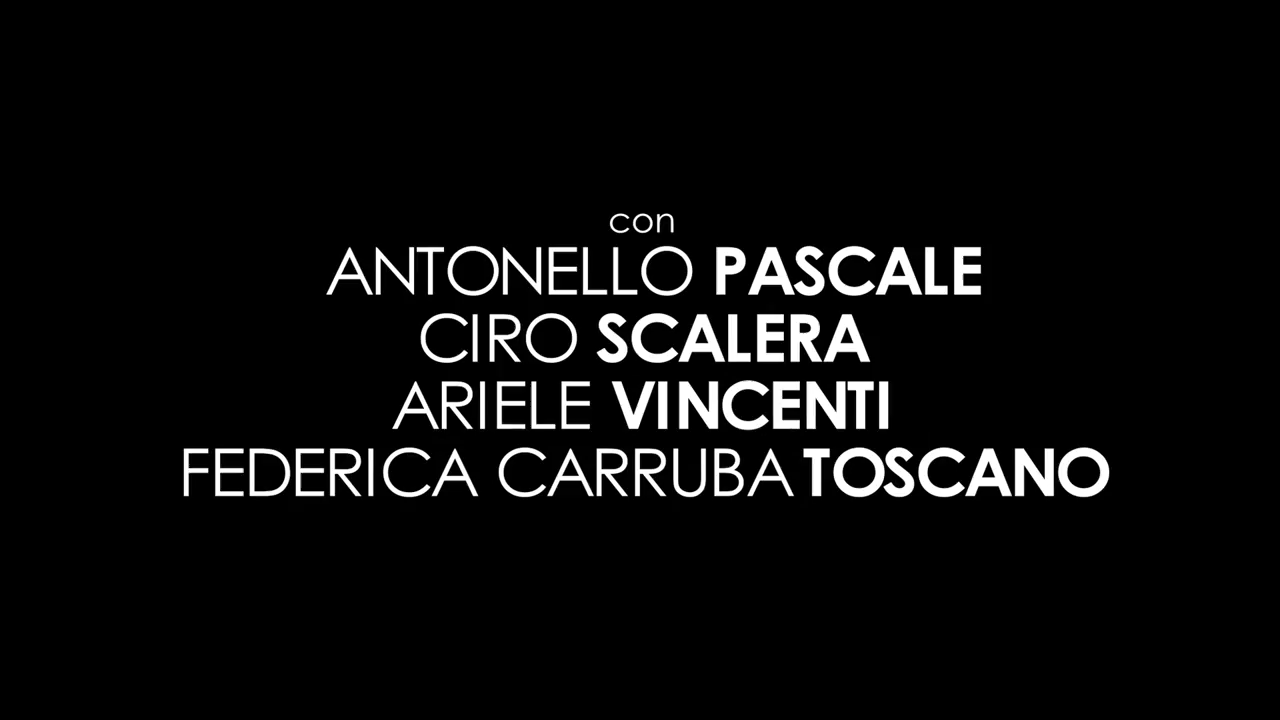 con
ANTONELLO PASCALE
CIRO SCALERA
ARIELE VINCENTI
FEDERICA CARRUBA TOSCANO